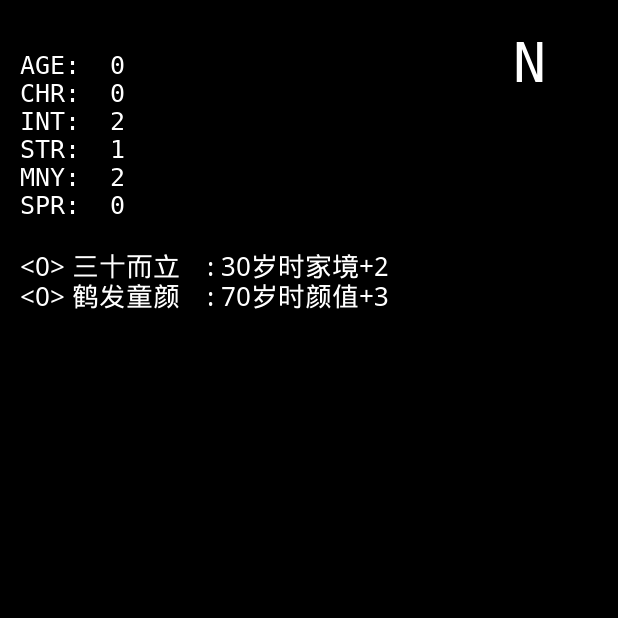 N
AGE: 0
CHR: 0
INT: 2
STR: 1
MNY: 2
SPR: 0
<0> 三十而立 :30岁时家境+2
<0> 鹤发童颜 :70岁时颜值+3